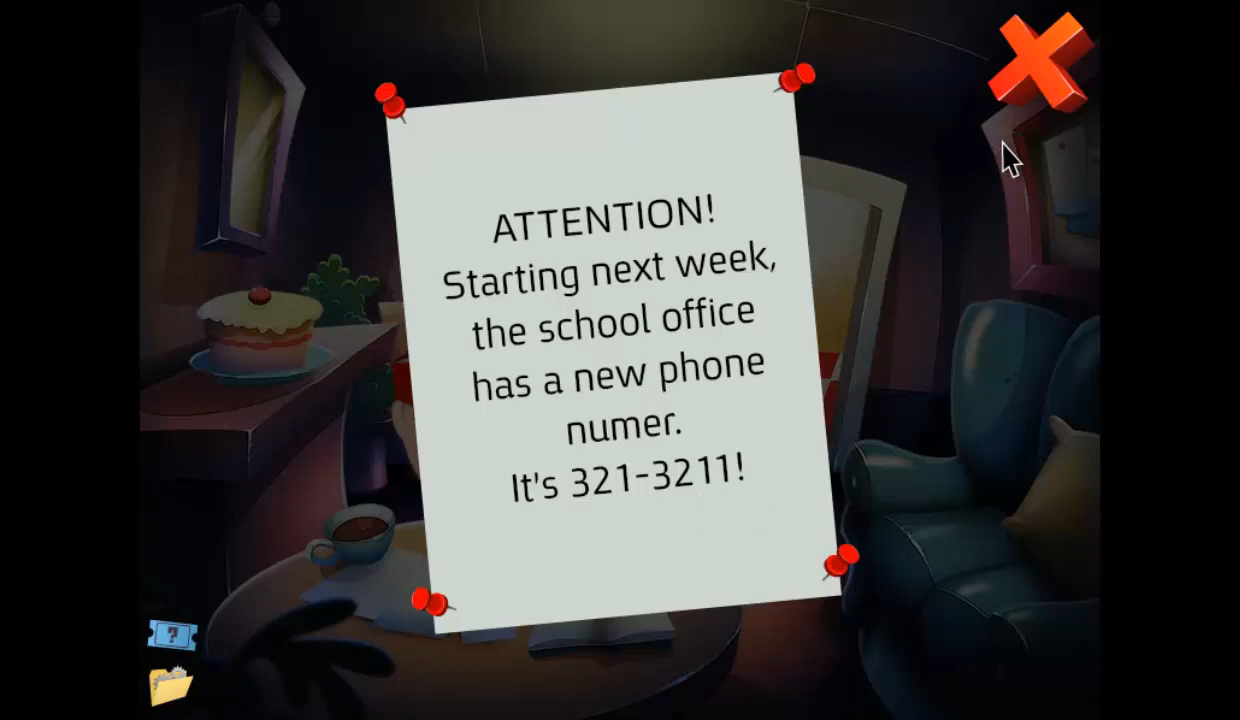 ATTENTION!
Starting next week,
the school office
has a new phone
numer.
It's 321-3211!
?